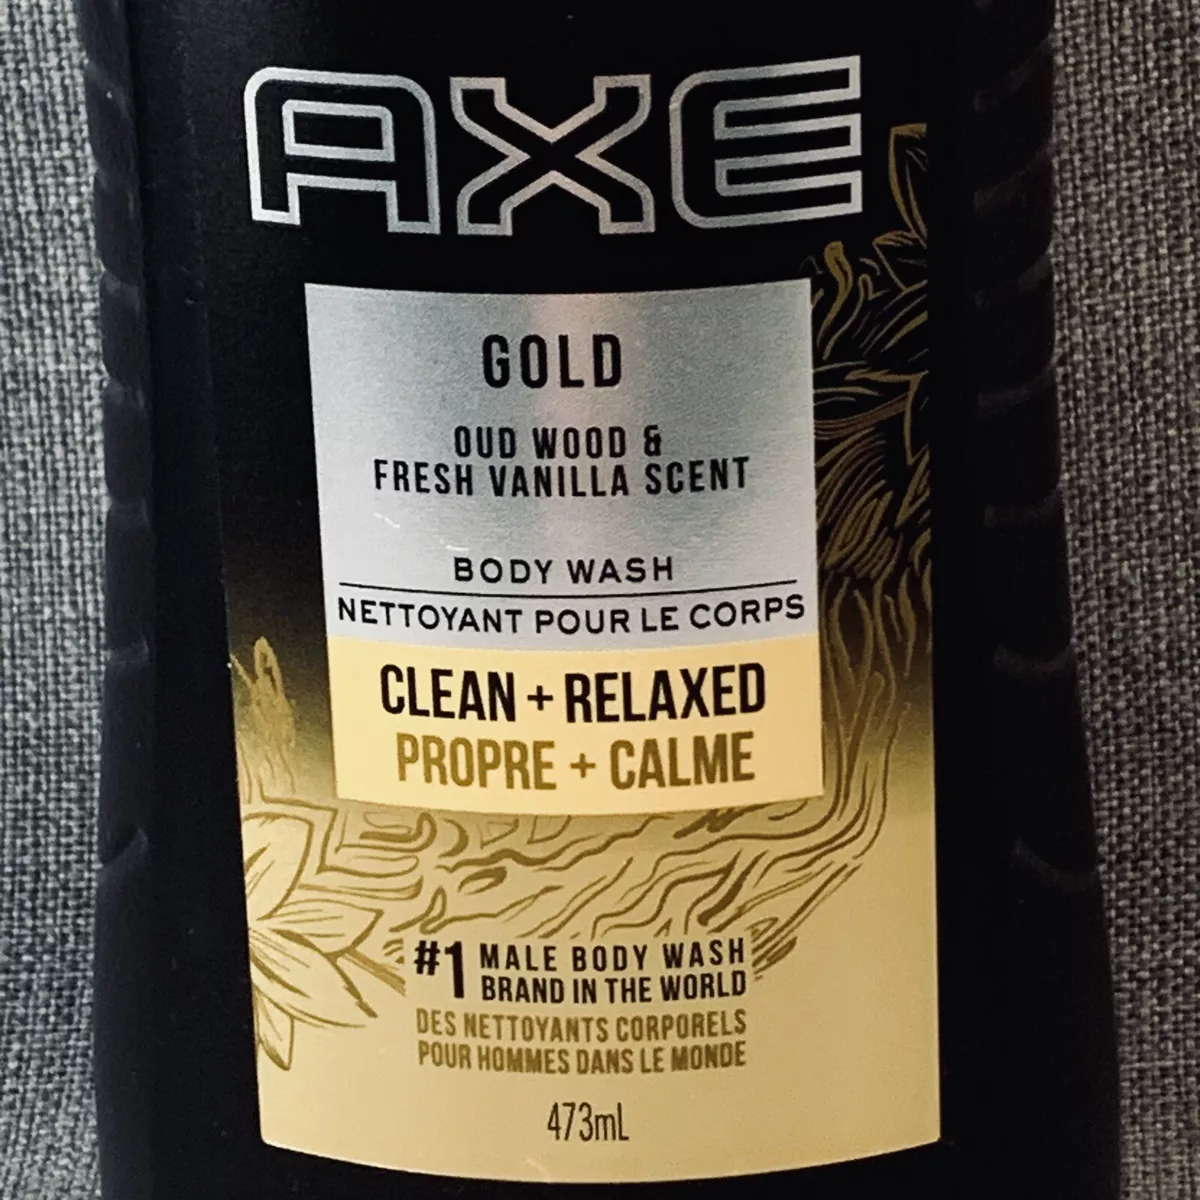 AXE
GOLD
OUD WOOD &
FRESH VANILLA SCENT
BODY WASH
NETTOYANT POUR LE CORPS
CLEAN + RELAXED
PROPRE + CALME
#1 MALE BODY WASH
BRAND IN THE WORLD
DES NETTOYANTS CORPORELS
POUR HOMMES DANS LE MONDE
473mL